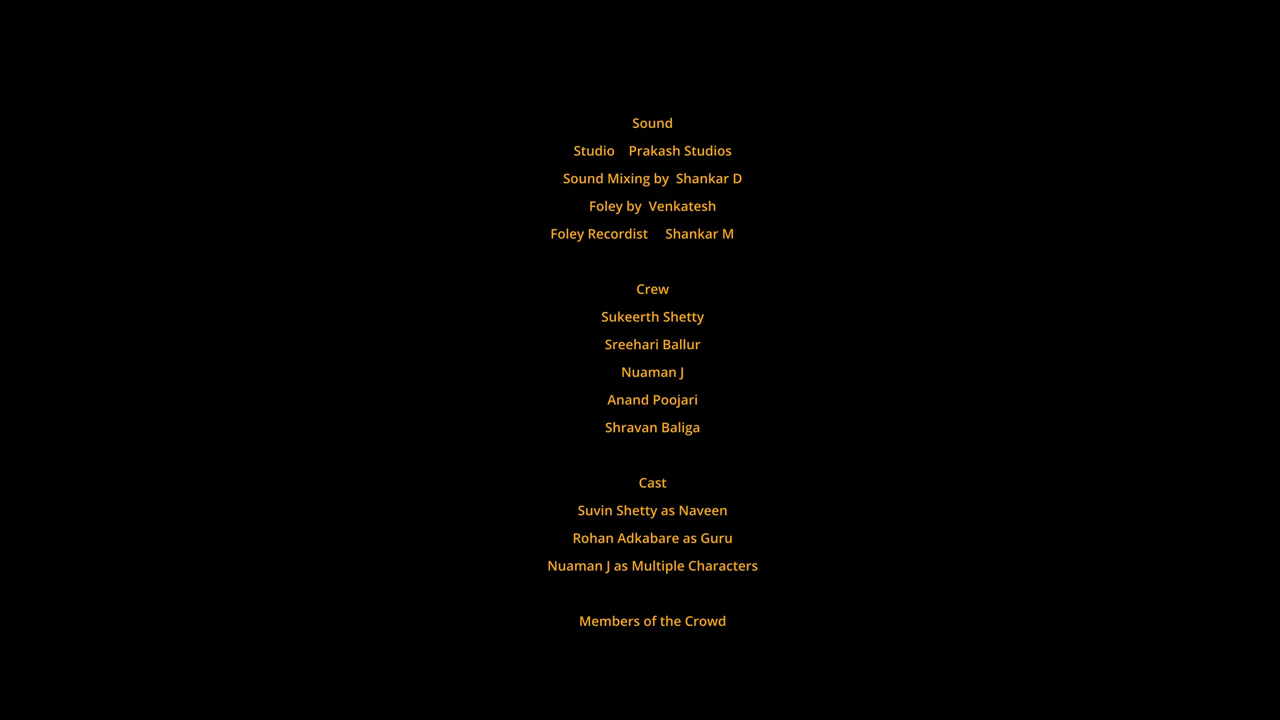 Sound
Studio Prakash Studios
Sound Mixing by Shankar D
Foley by Venkatesh
Foley Recordist Shankar M
Crew
Sukeerth Shetty
Sreehari Ballur
Nuaman J
Anand Poojari
Shravan Baliga
Cast
Suvin Shetty as Naveen
Rohan Adkabare as Guru
Nuaman J as Multiple Characters
Members of the Crowd